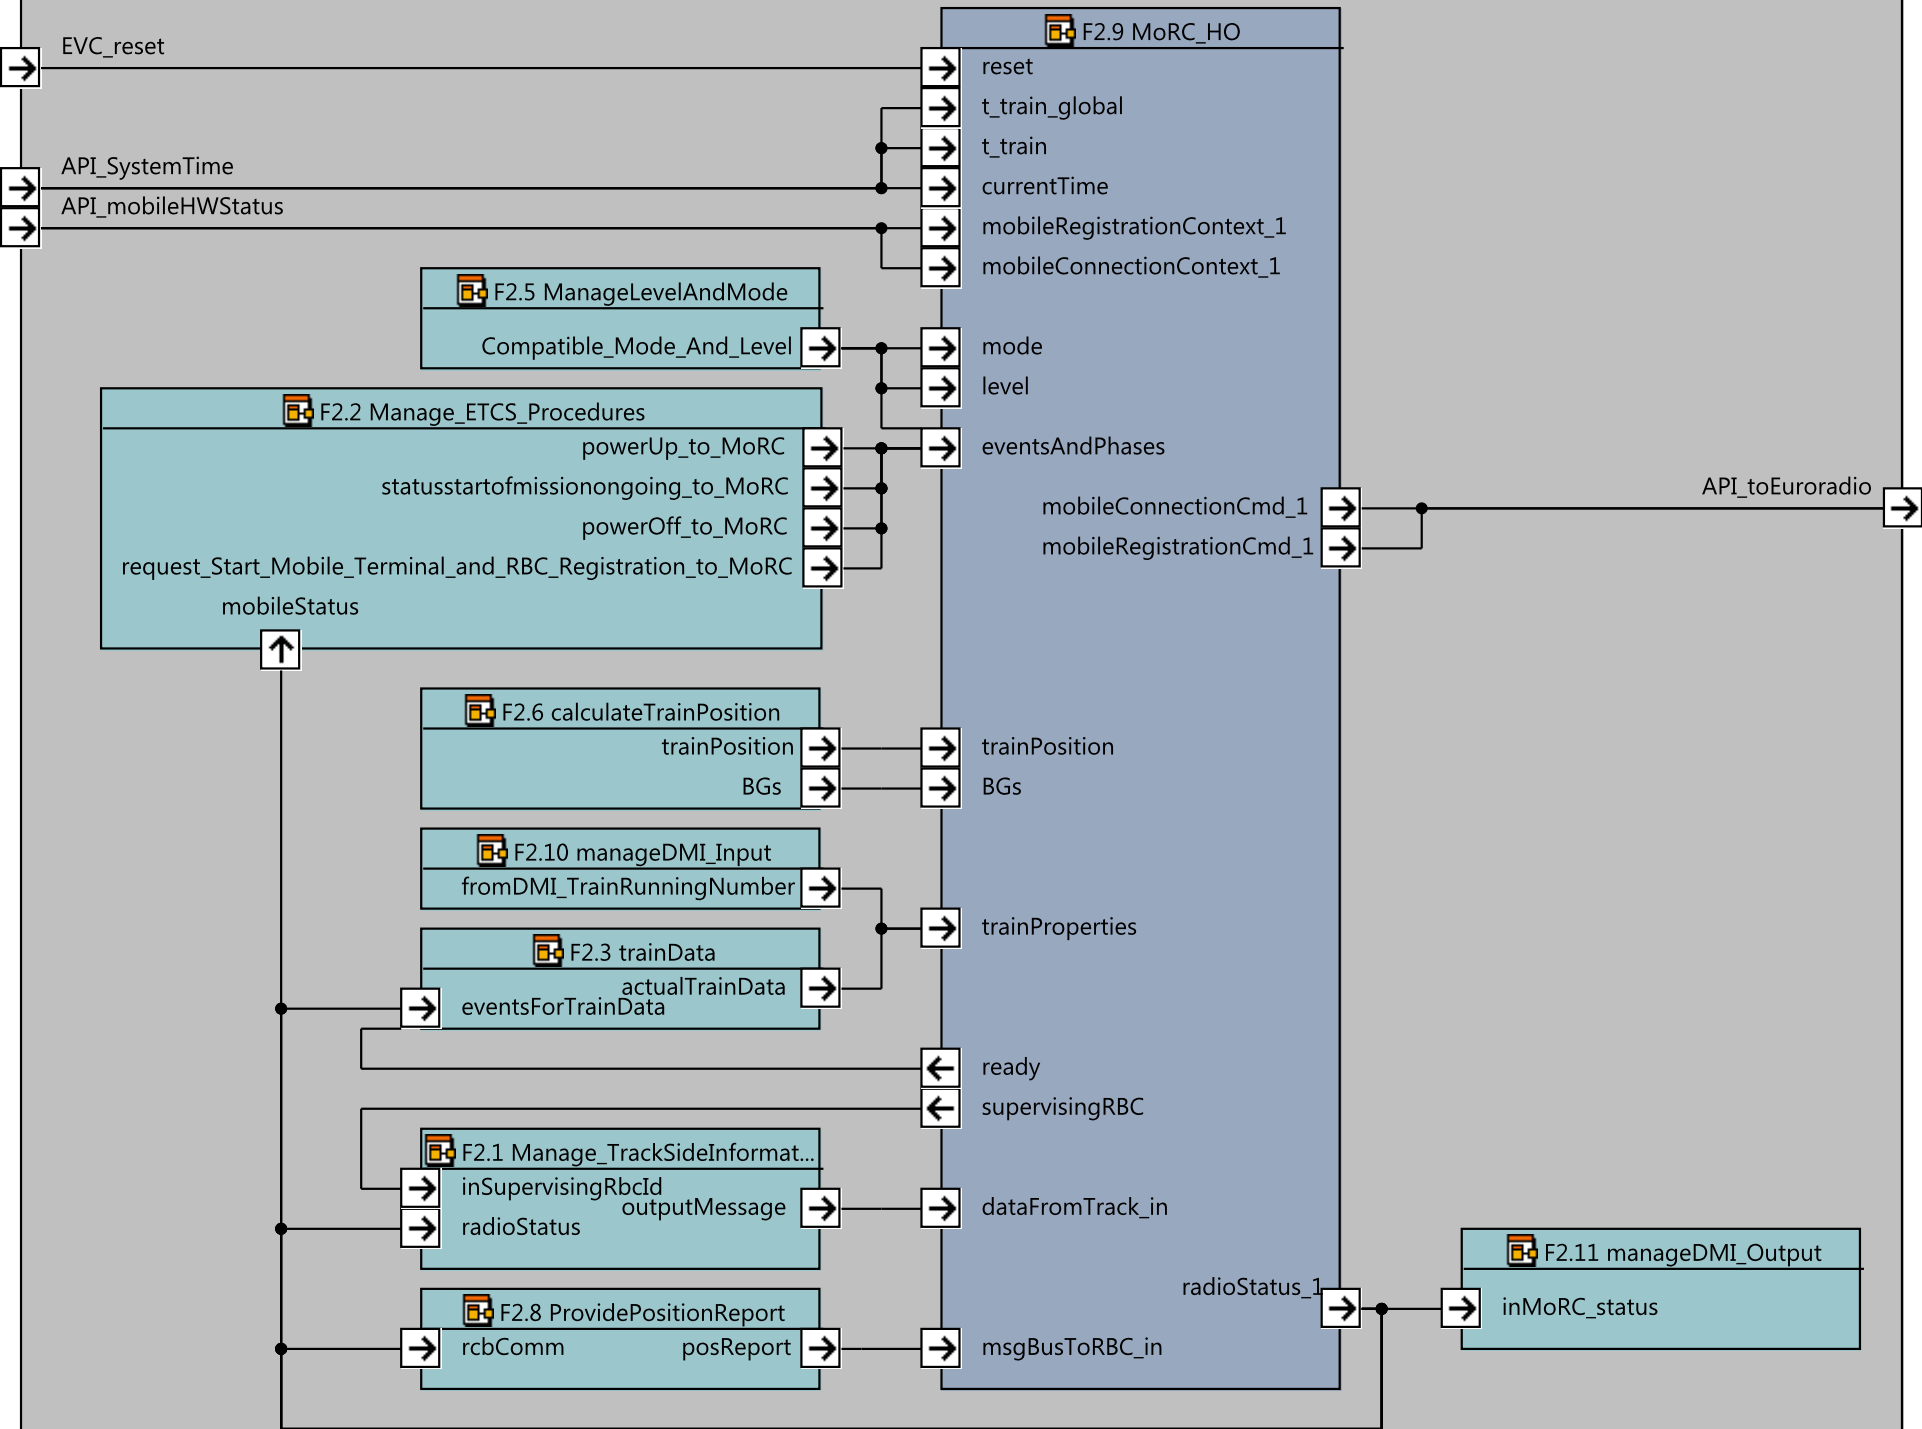 F2.9 MoRC_HO
EVC_reset
reset
t_train_global
t_train
API_SystemTime
currentTime
API_mobileHWStatus
mobileRegistrationContext_1
mobileConnectionContext_1
F2.5 ManageLevelAndMode
Compatible_Mode_And_Level
mode
level
F2.2 Manage_ETCS_Procedures
powerUp_to_MoRC
eventsAndPhases
statusstartofmissionongoing_to_MoRC
API_toEuroradio
mobileConnectionCmd_1
powerOff_to_MoRC
mobileRegistrationCmd_1
request_Start_Mobile_Terminal_and_RBC_Registration_to_MoRC
mobileStatus
F2.6 calculateTrainPosition
trainPosition
trainPosition
BGs
BGs
F2.10 manageDMI_Input
fromDMI_TrainRunningNumber
trainProperties
F2.3 trainData
actualTrainData
eventsForTrainData
ready
supervisingRBC
F2.1 Manage_TrackSideInformat...
inSupervisingRbcId
outputMessage
dataFromTrack_in
radioStatus
F2.11 manageDMI_Output
radioStatus_1
inMoRC_status
F2.8 ProvidePositionReport
rcbComm
posReport
msgBusToRBC_in